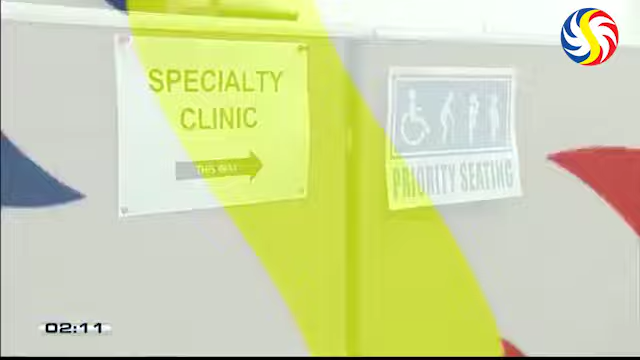 SPECIALTY
CLINIC
THIS WAY
PRIORITY SEATING
02:11